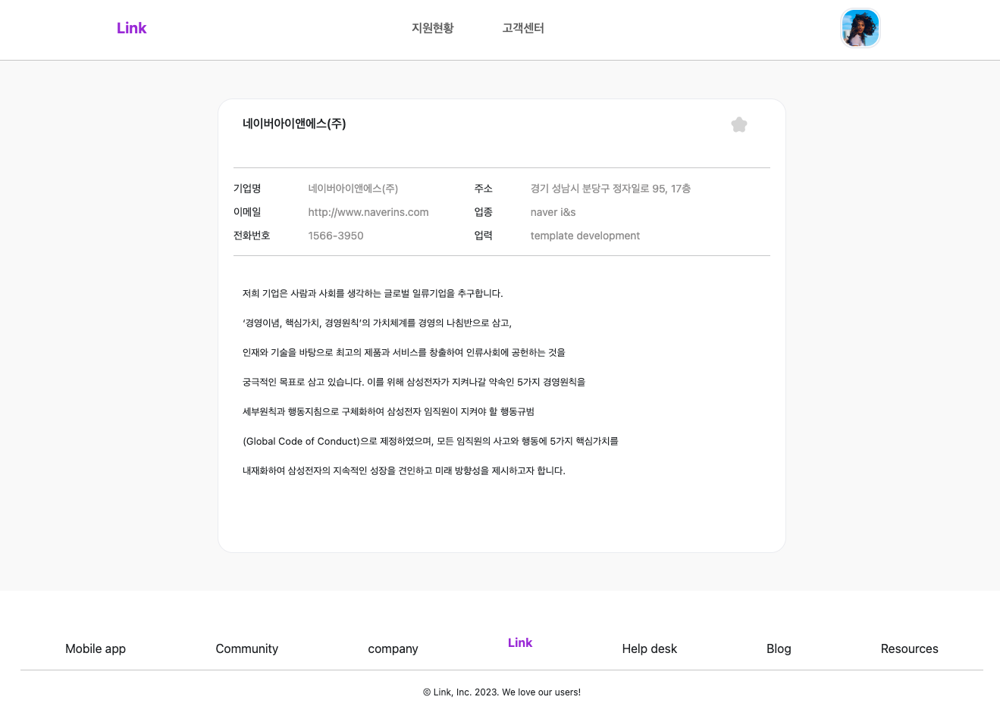 Link
지원현황
고객센터
네이버아이앤에스(주)
기업명 네이버아이앤에스(주) 주소 경기 성남시 분당구 정자일로 95, 17층
이메일 http://www.naverins.com 업종 naver i&s
전화번호 1566-3950 업력 template development
저희 기업은 사람과 사회를 생각하는 글로벌 일류기업을 추구합니다.
‘경영이념, 핵심가치, 경영원칙’의 가치체계를 경영의 나침반으로 삼고,
인재와 기술을 바탕으로 최고의 제품과 서비스를 창출하여 인류사회에 공헌하는 것을
궁극적인 목표로 삼고 있습니다. 이를 위해 삼성전자가 지켜나갈 약속인 5가지 경영원칙을
세부원칙과 행동지침으로 구체화하여 삼성전자 임직원이 지켜야 할 행동규범
(Global Code of Conduct)으로 제정하였으며, 모든 임직원의 사고와 행동에 5가지 핵심가치를
내재화하여 삼성전자의 지속적인 성장을 견인하고 미래 방향성을 제시하고자 합니다.
Mobile app
Community
company
Link
Help desk
Blog
Resources
© Link, Inc. 2023. We love our users!